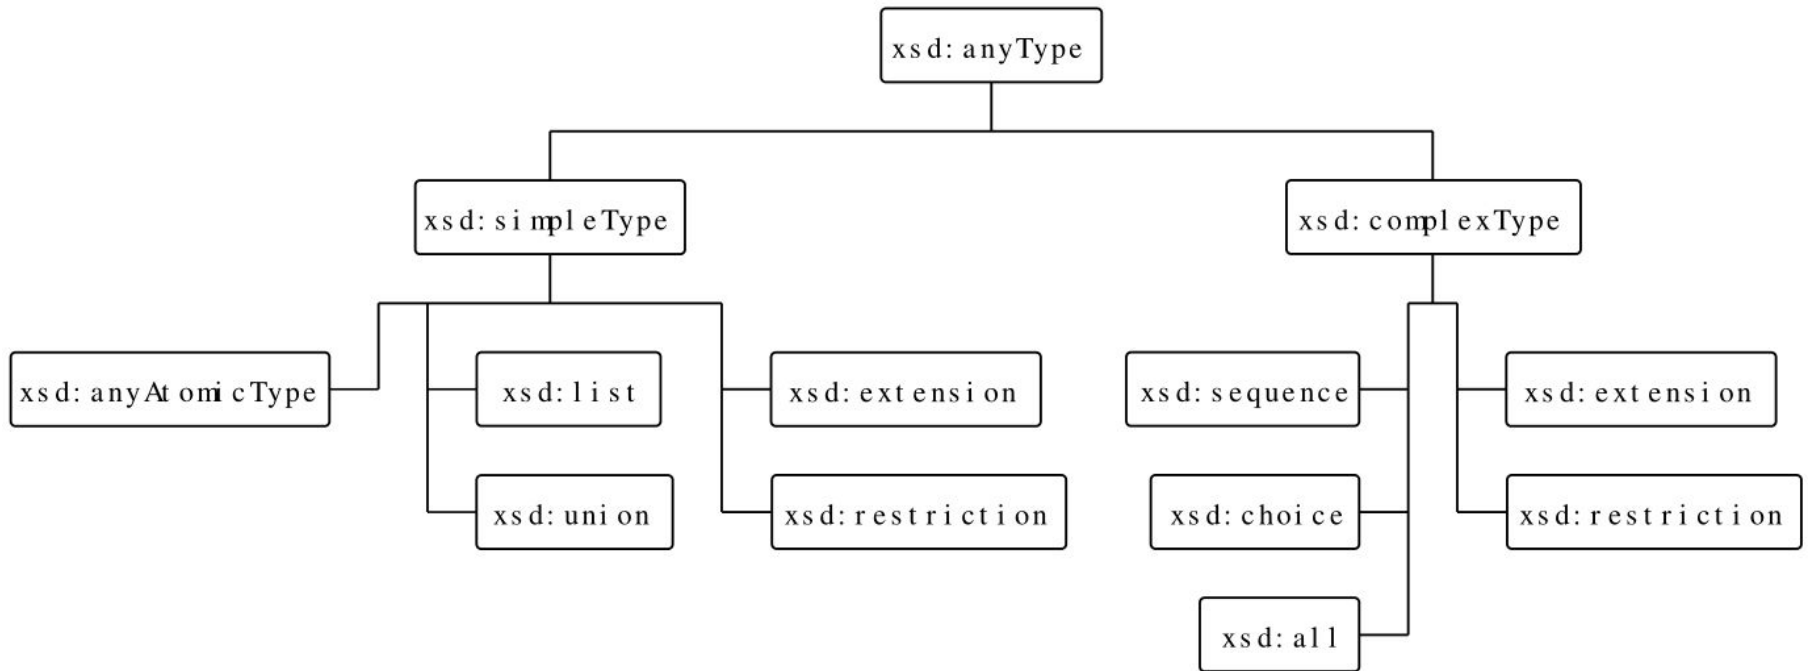 xsd:anyType
xsd:simpleType
xsd:complexType
xsd:anyAtomicType
xsd:list
xsd:extension
xsd:sequence
xsd:extension
xsd:union
xsd:restriction
xsd:choice
xsd:restriction
xsd:all